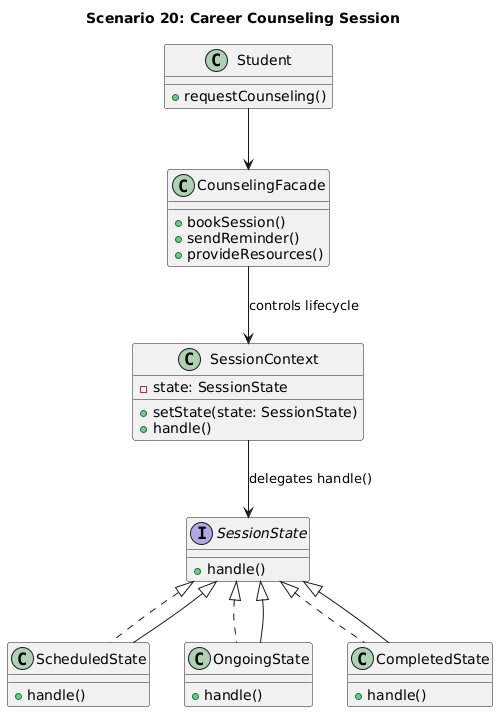 Scenario 20: Career Counseling Session
C Student
requestCounseling()
C CounselingFacade
bookSession()
sendReminder()
provideResources()
controls lifecycle
C SessionContext
state: SessionState
setState(state: SessionState)
handle()
delegates handle()
I SessionState
handle()
C ScheduledState
handle()
C OngoingState
handle()
C CompletedState
handle()